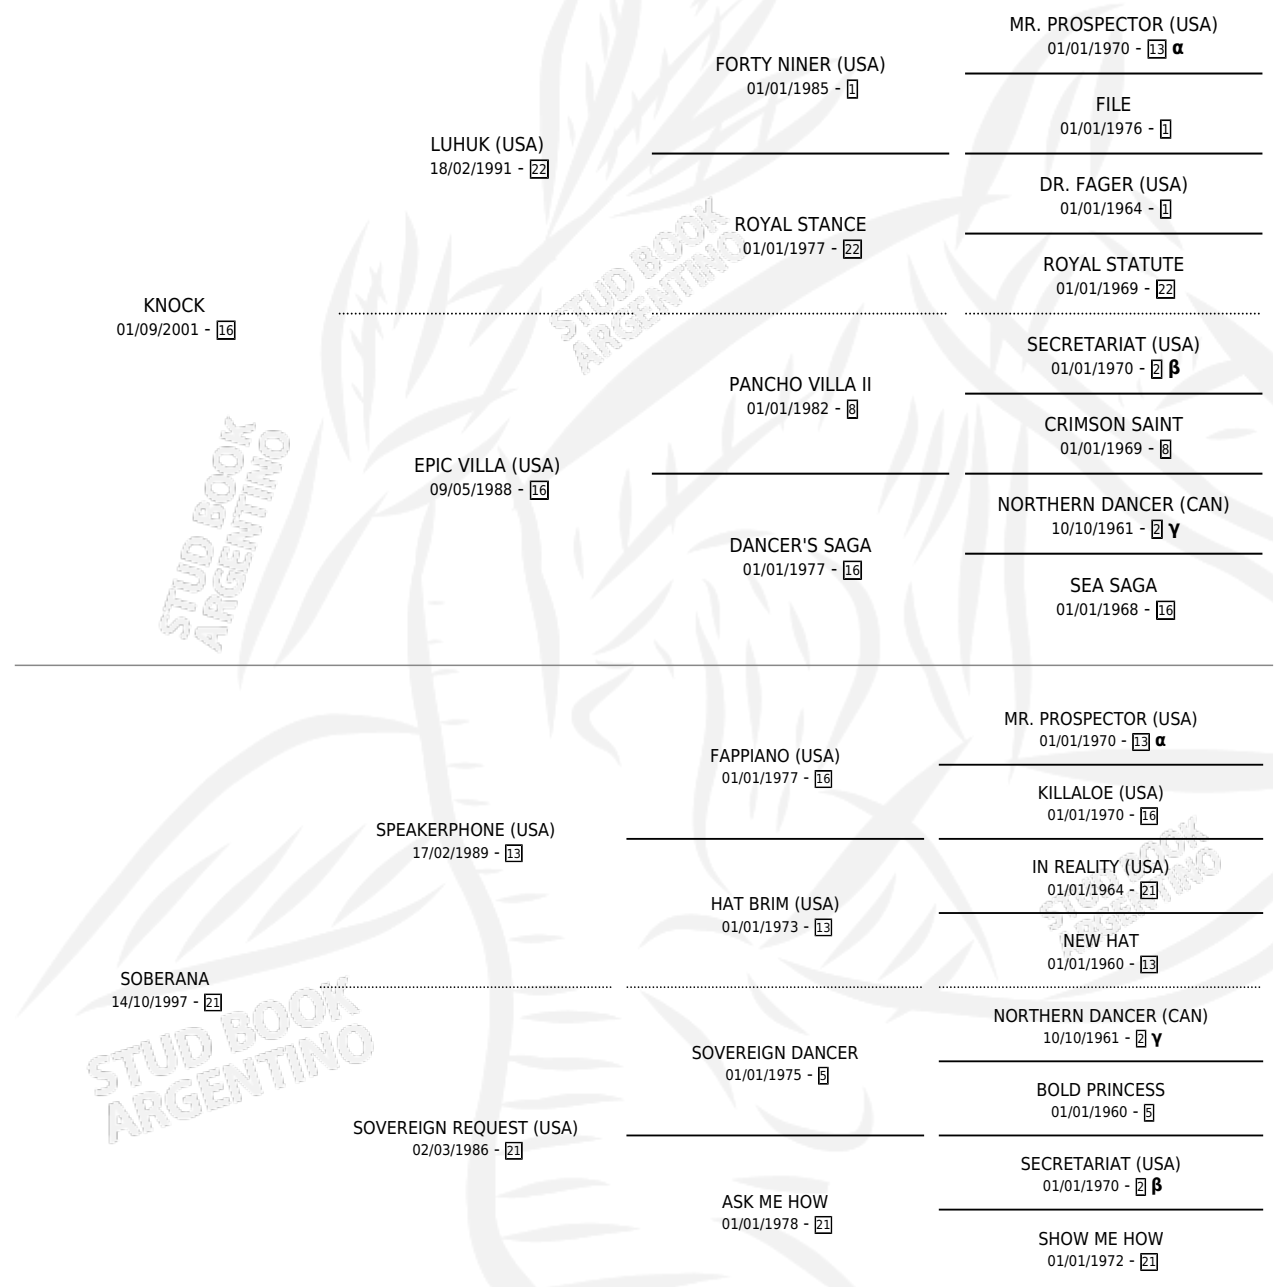 MR. PROSPECTOR (USA)
01/01/1970 - 13 α
FORTY NINER (USA)
01/01/1985 - 1
FILE
01/01/1976 - 1
LUHUK (USA)
18/02/1991 - 22
DR. FAGER (USA)
01/01/1964 - 1
ROYAL STANCE
01/01/1977 - 22
ROYAL STATUTE
01/01/1969 - 22
STUD BOOK
ARGENTINO
KNOCK
01/09/2001 - 16
SECRETARIAT (USA)
01/01/1970 - 2 β
PANCHO VILLA II
01/01/1982 - 8
CRIMSON SAINT
01/01/1969 - 8
EPIC VILLA (USA)
09/05/1988 - 16
NORTHERN DANCER (CAN)
10/10/1961 - 2 γ
DANCER'S SAGA
01/01/1977 - 16
SEA SAGA
01/01/1968 - 16
STUD BOOK
ARGENTINO
MR. PROSPECTOR (USA)
01/01/1970 - 13 α
FAPPIANO (USA)
01/01/1977 - 16
KILLALOE (USA)
01/01/1970 - 16
SPEAKERPHONE (USA)
17/02/1989 - 13
IN REALITY (USA)
01/01/1964 - 21
HAT BRIM (USA)
01/01/1973 - 13
NEW HAT
01/01/1960 - 13
STUD BOOK
ARGENTINO
SOBERANA
14/10/1997 - 21
NORTHERN DANCER (CAN)
10/10/1961 - 2 γ
SOVEREIGN DANCER
01/01/1975 - 5
BOLD PRINCESS
01/01/1960 - 5
STUD BOOK
ARGENTINO
SOVEREIGN REQUEST (USA)
02/03/1986 - 21
SECRETARIAT (USA)
01/01/1970 - 2 β
ASK ME HOW
01/01/1978 - 21
SHOW ME HOW
01/01/1972 - 21